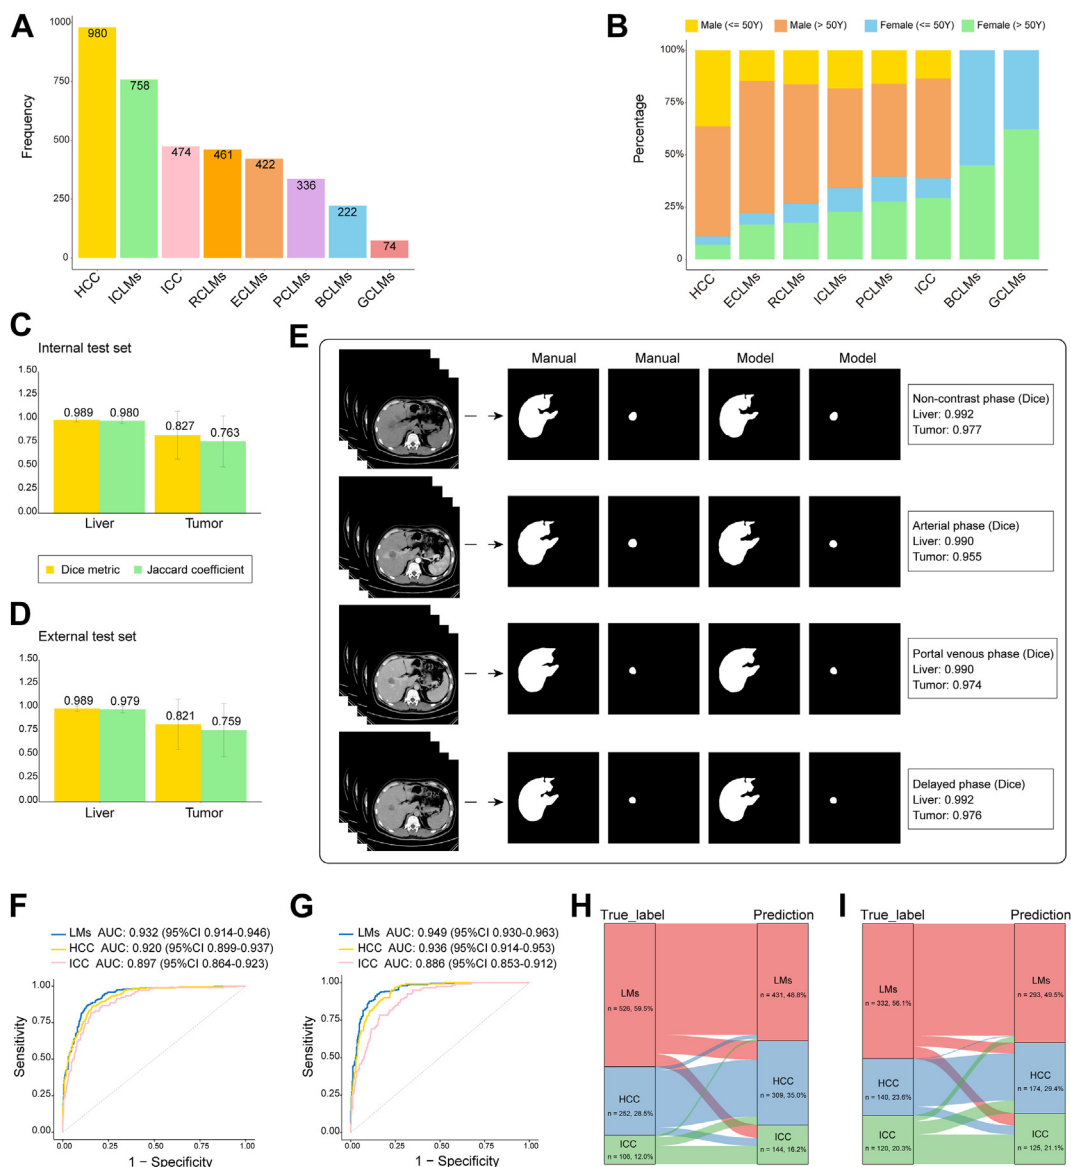 A
Frequency
1000
750
500
250
0
980
758
474
461
422
336
222
74
HCC
ICLMs
ICC
RCLMs
ECLMs
PCLMs
BCLMs
GCLMs
B
Male (<= 50Y)
Male (> 50Y)
Female (<= 50Y)
Female (> 50Y)
Percentage
100%
75%
50%
25%
0
HCC
ECLMs
RCLMs
ICLMs
PCLMs
ICC
BCLMs
GCLMs
C
Internal test set
1.50
1.25
1.00
0.75
0.50
0.25
0.00
0.989
0.980
0.827
0.763
Liver
Tumor
Dice metric
Jaccard coefficient
D
External test set
1.50
1.25
1.00
0.75
0.50
0.25
0.00
0.989
0.979
0.821
0.759
Liver
Tumor
E
Manual
Manual
Model
Model
Non-contrast phase (Dice)
Liver: 0.992
Tumor: 0.977
Arterial phase (Dice)
Liver: 0.990
Tumor: 0.955
Portal venous phase (Dice)
Liver: 0.990
Tumor: 0.974
Delayed phase (Dice)
Liver: 0.992
Tumor: 0.976
F
LMs AUC: 0.932 (95%CI 0.914-0.946)
HCC AUC: 0.920 (95%CI 0.899-0.937)
ICC AUC: 0.897 (95%CI 0.864-0.923)
Sensitivity
1.00
0.75
0.50
0.25
0.00
0.00
0.25
0.50
0.75
1.00
1 − Specificity
G
LMs AUC: 0.949 (95%CI 0.930-0.963)
HCC AUC: 0.936 (95%CI 0.914-0.953)
ICC AUC: 0.886 (95%CI 0.853-0.912)
Sensitivity
1.00
0.75
0.50
0.25
0.00
0.00
0.25
0.50
0.75
1.00
1 − Specificity
H
True_label
Prediction
LMs
n = 526, 59.5%
HCC
n = 252, 28.5%
ICC
n = 106, 12.0%
LMs
n = 431, 48.8%
HCC
n = 309, 35.0%
ICC
n = 144, 16.2%
I
True_label
Prediction
LMs
n = 332, 56.1%
HCC
n = 140, 23.6%
ICC
n = 120, 20.3%
LMs
n = 293, 49.5%
HCC
n = 174, 29.4%
ICC
n = 125, 21.1%